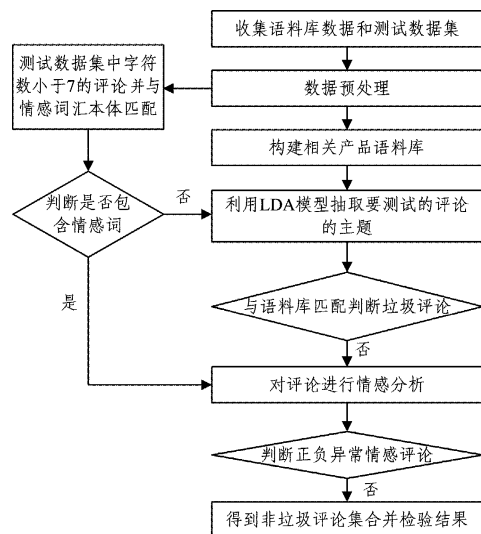 收集语料库数据和测试数据集
测试数据集中字符
数小于7的评论并与
情感词汇本体匹配
数据预处理
构建相关产品语料库
判断是否包
含情感词
否
利用LDA模型抽取要测试的评论
的主题
是
与语料库匹配判断垃圾评论
否
对评论进行情感分析
判断正负异常情感评论
否
得到非垃圾评论集合并检验结果